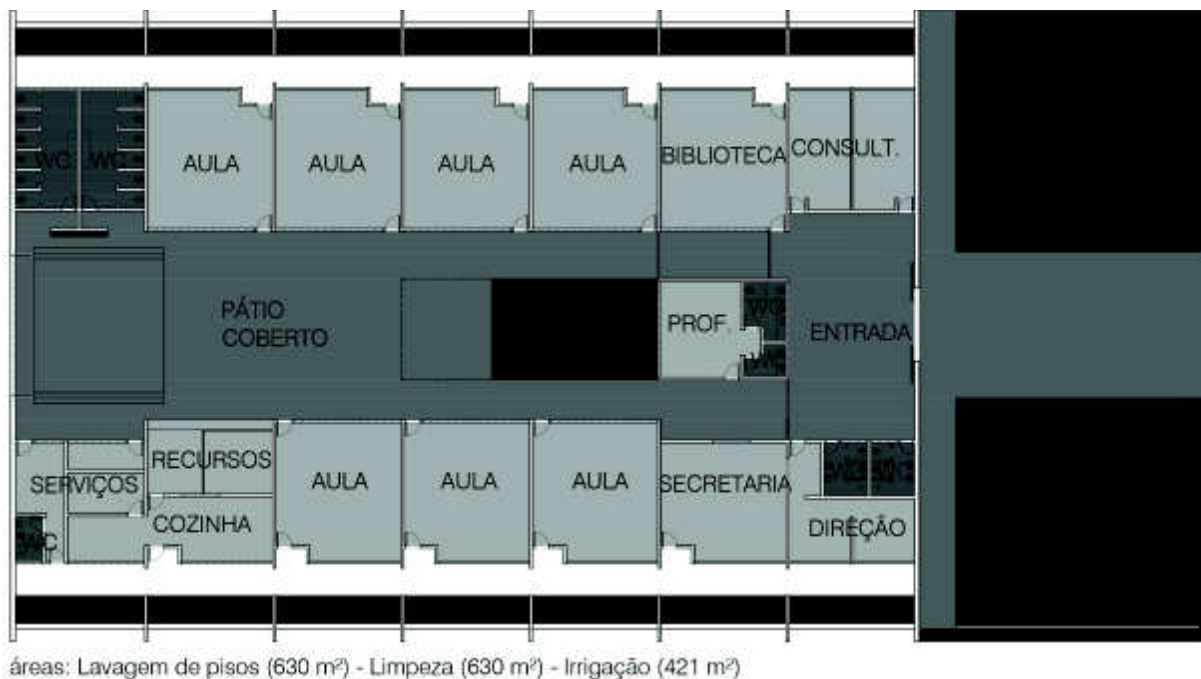 WC WC AULA AULA AULA AULA BIBLIOTECA CONSULT.
PÁTIO
COBERTO
PROF. WC
WC
ENTRADA
SERVIÇOS RECURSOS AULA AULA AULA SECRETARIA WC WC
WC COZINHA DIREÇÃO
áreas: Lavagem de pisos (630 m²) - Limpeza (630 m²) - Irrigação (421 m²)